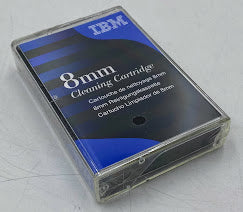 IBM
8mm
Cleaning Cartridge
Cartouche de nettoyage 8mm
8mm Reinigungskassette
Cartucho Limpiador de 8mm